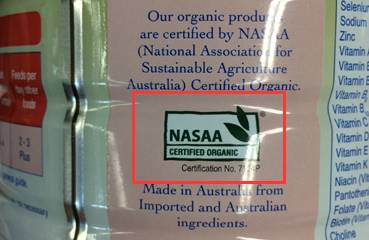 Our organic products
are certified by NASAA
(National Association for
Sustainable Agriculture
Australia) Certified Organic.
NASAA
CERTIFIED ORGANIC
Certification No.
Made in Australia from
Imported and Australian
ingredients.
Feeds per
2 - 3
Plus
Selenium
Sodium
Zinc
Vitamin
Vitamin
Vitamin
Vitamin B
Vitamin B
Vitamin C
Vitamin D
Vitamin E
Vitamin K
Niacin
Pantothen
Folate
Biotin
Choline